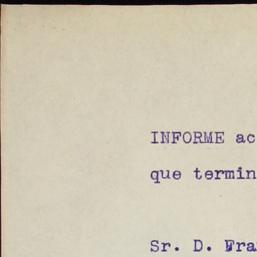 INFORME ac
que termin
Sr. D. Fra